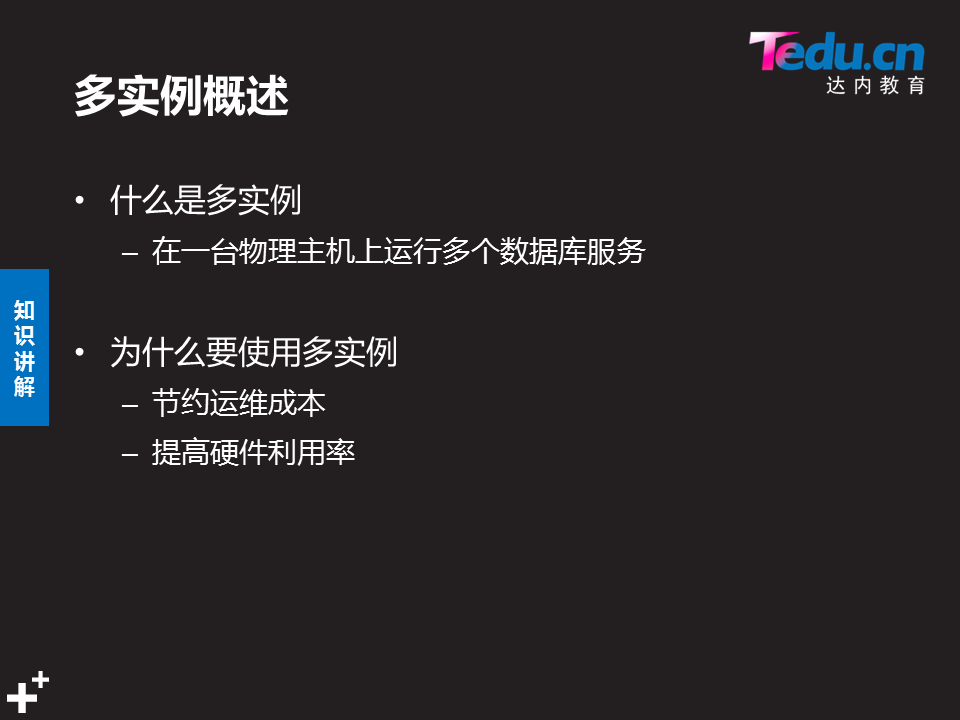 Tedu.cn
达内教育
多实例概述
• 什么是多实例
– 在一台物理主机上运行多个数据库服务
知识讲解
• 为什么要使用多实例
– 节约运维成本
– 提高硬件利用率